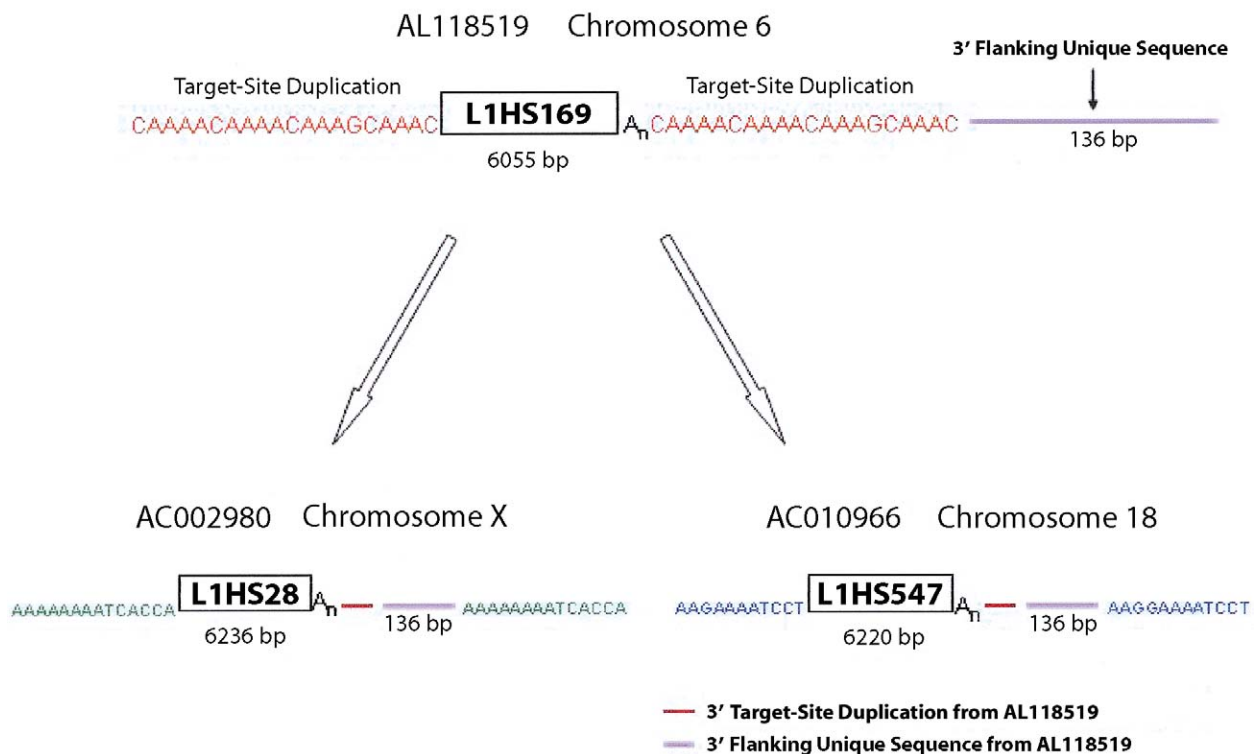 AL118519 Chromosome 6
3' Flanking Unique Sequence
Target-Site Duplication Target-Site Duplication
CAAAACAAAACAAAGCAAAC L1HS169 An CAAAACAAAACAAAGCAAAC
6055 bp 136 bp
AC002980 Chromosome X AC010966 Chromosome 18
AAAAAAAATCACCA L1HS28 An AAAAAAAATCACCA AAGAAAATCCT L1HS547 An AAGGAAAATCCT
6236 bp 136 bp 6220 bp 136 bp
3' Target-Site Duplication from AL118519
3' Flanking Unique Sequence from AL118519